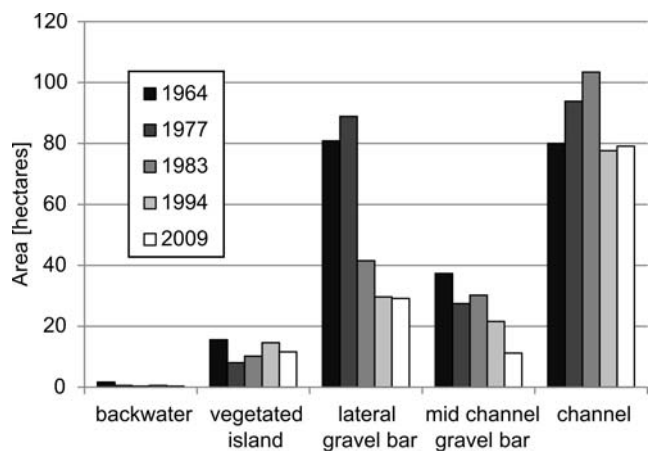 Area [hectares]
120
100
80
60
40
20
0
1964
1977
1983
1994
2009
backwater
vegetated
island
lateral
gravel bar
mid channel
gravel bar
channel